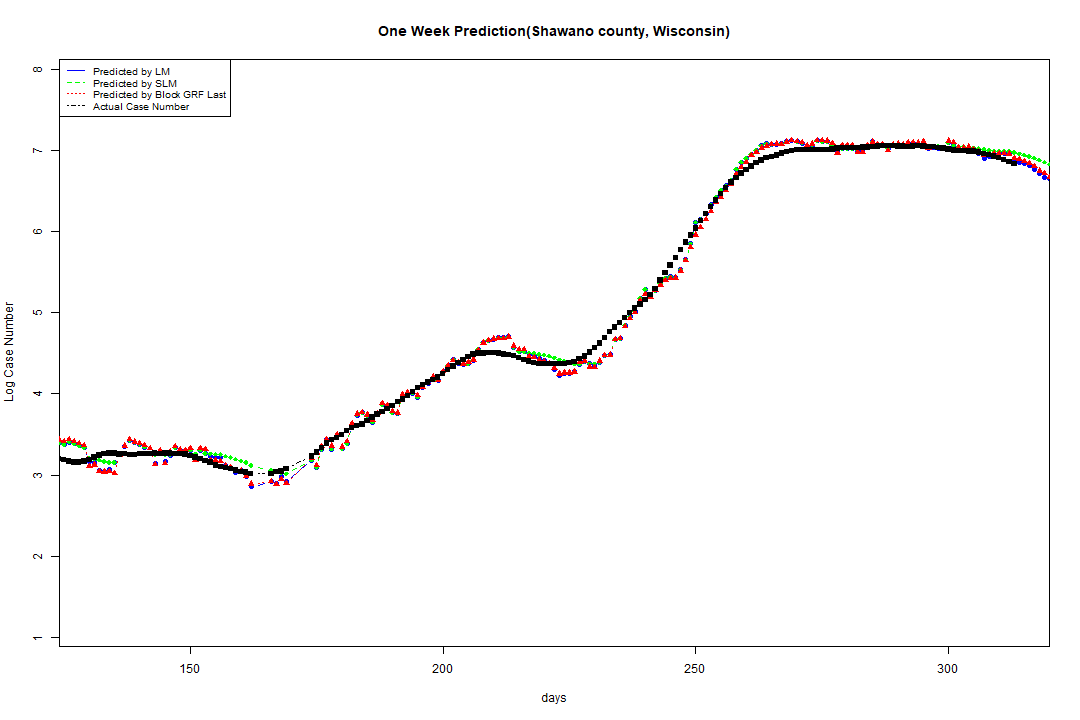 One Week Prediction(Shawano county, Wisconsin)
Predicted by LM
Predicted by SLM
Predicted by Block GRF Last
Actual Case Number
8
7
6
5
4
3
2
1
Log Case Number
150 200 250 300
days